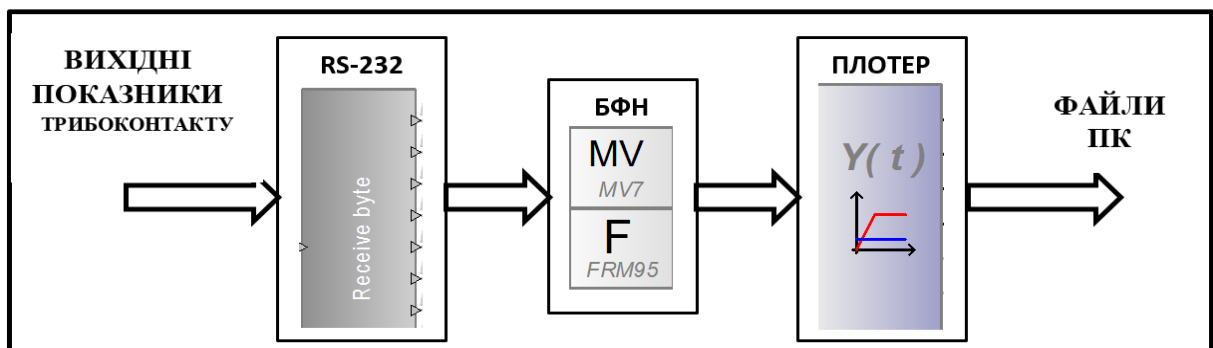 ВИХІДНІ
ПОКАЗНИКИ
ТРИБОКОНТАКТУ
RS-232
Receive byte
БФН
MV
MV7
F
FRM95
ПЛОТЕР
Y( t )
ФАЙЛИ
ПК